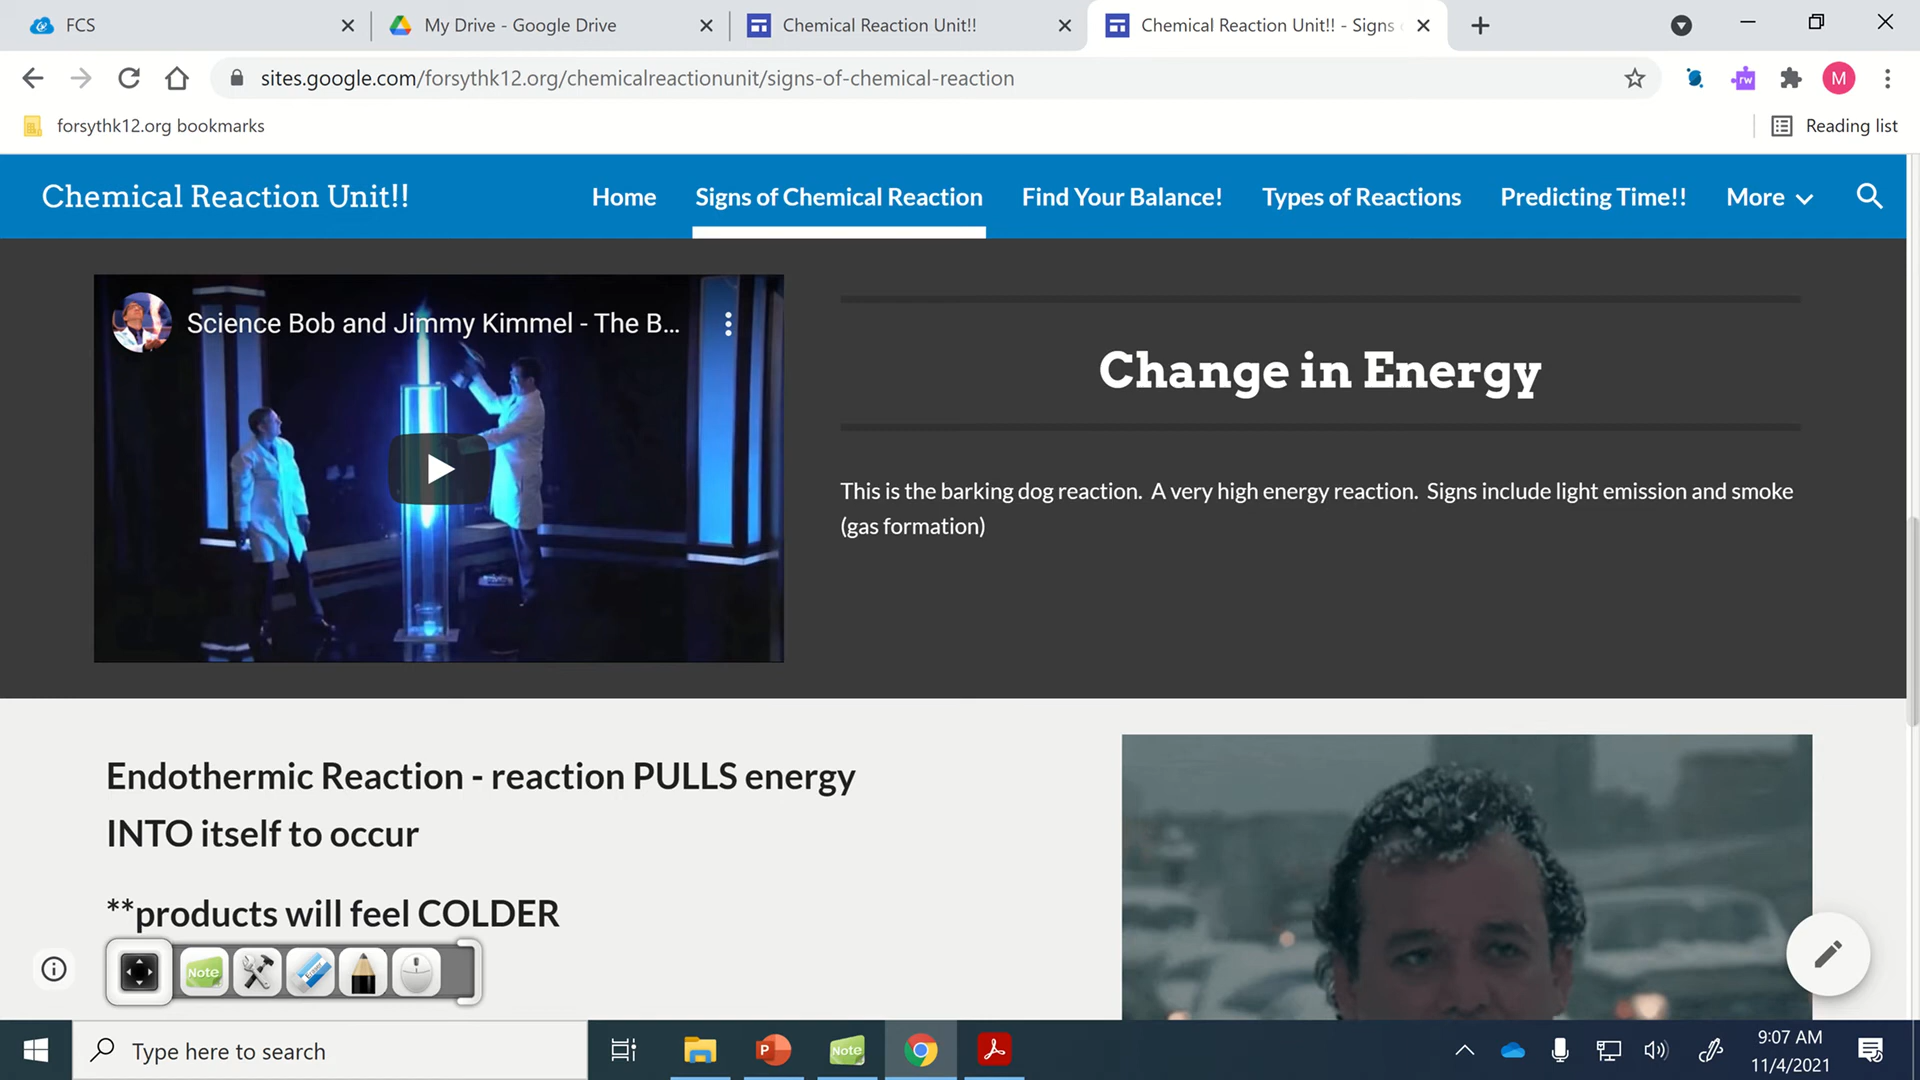 FCS
My Drive - Google Drive
Chemical Reaction Unit!!
Chemical Reaction Unit!! - Signs
sites.google.com/forsythk12.org/chemicalreactionunit/signs-of-chemical-reaction
rw
M
forsythk12.org bookmarks
Reading list
Chemical Reaction Unit!!
Home
Signs of Chemical Reaction
Find Your Balance!
Types of Reactions
Predicting Time!!
More
Science Bob and Jimmy Kimmel - The B...
Change in Energy
This is the barking dog reaction. A very high energy reaction. Signs include light emission and smoke
(gas formation)
Endothermic Reaction - reaction PULLS energy
INTO itself to occur
**products will feel COLDER
Note
Type here to search
Note
9:07 AM
11/4/2021